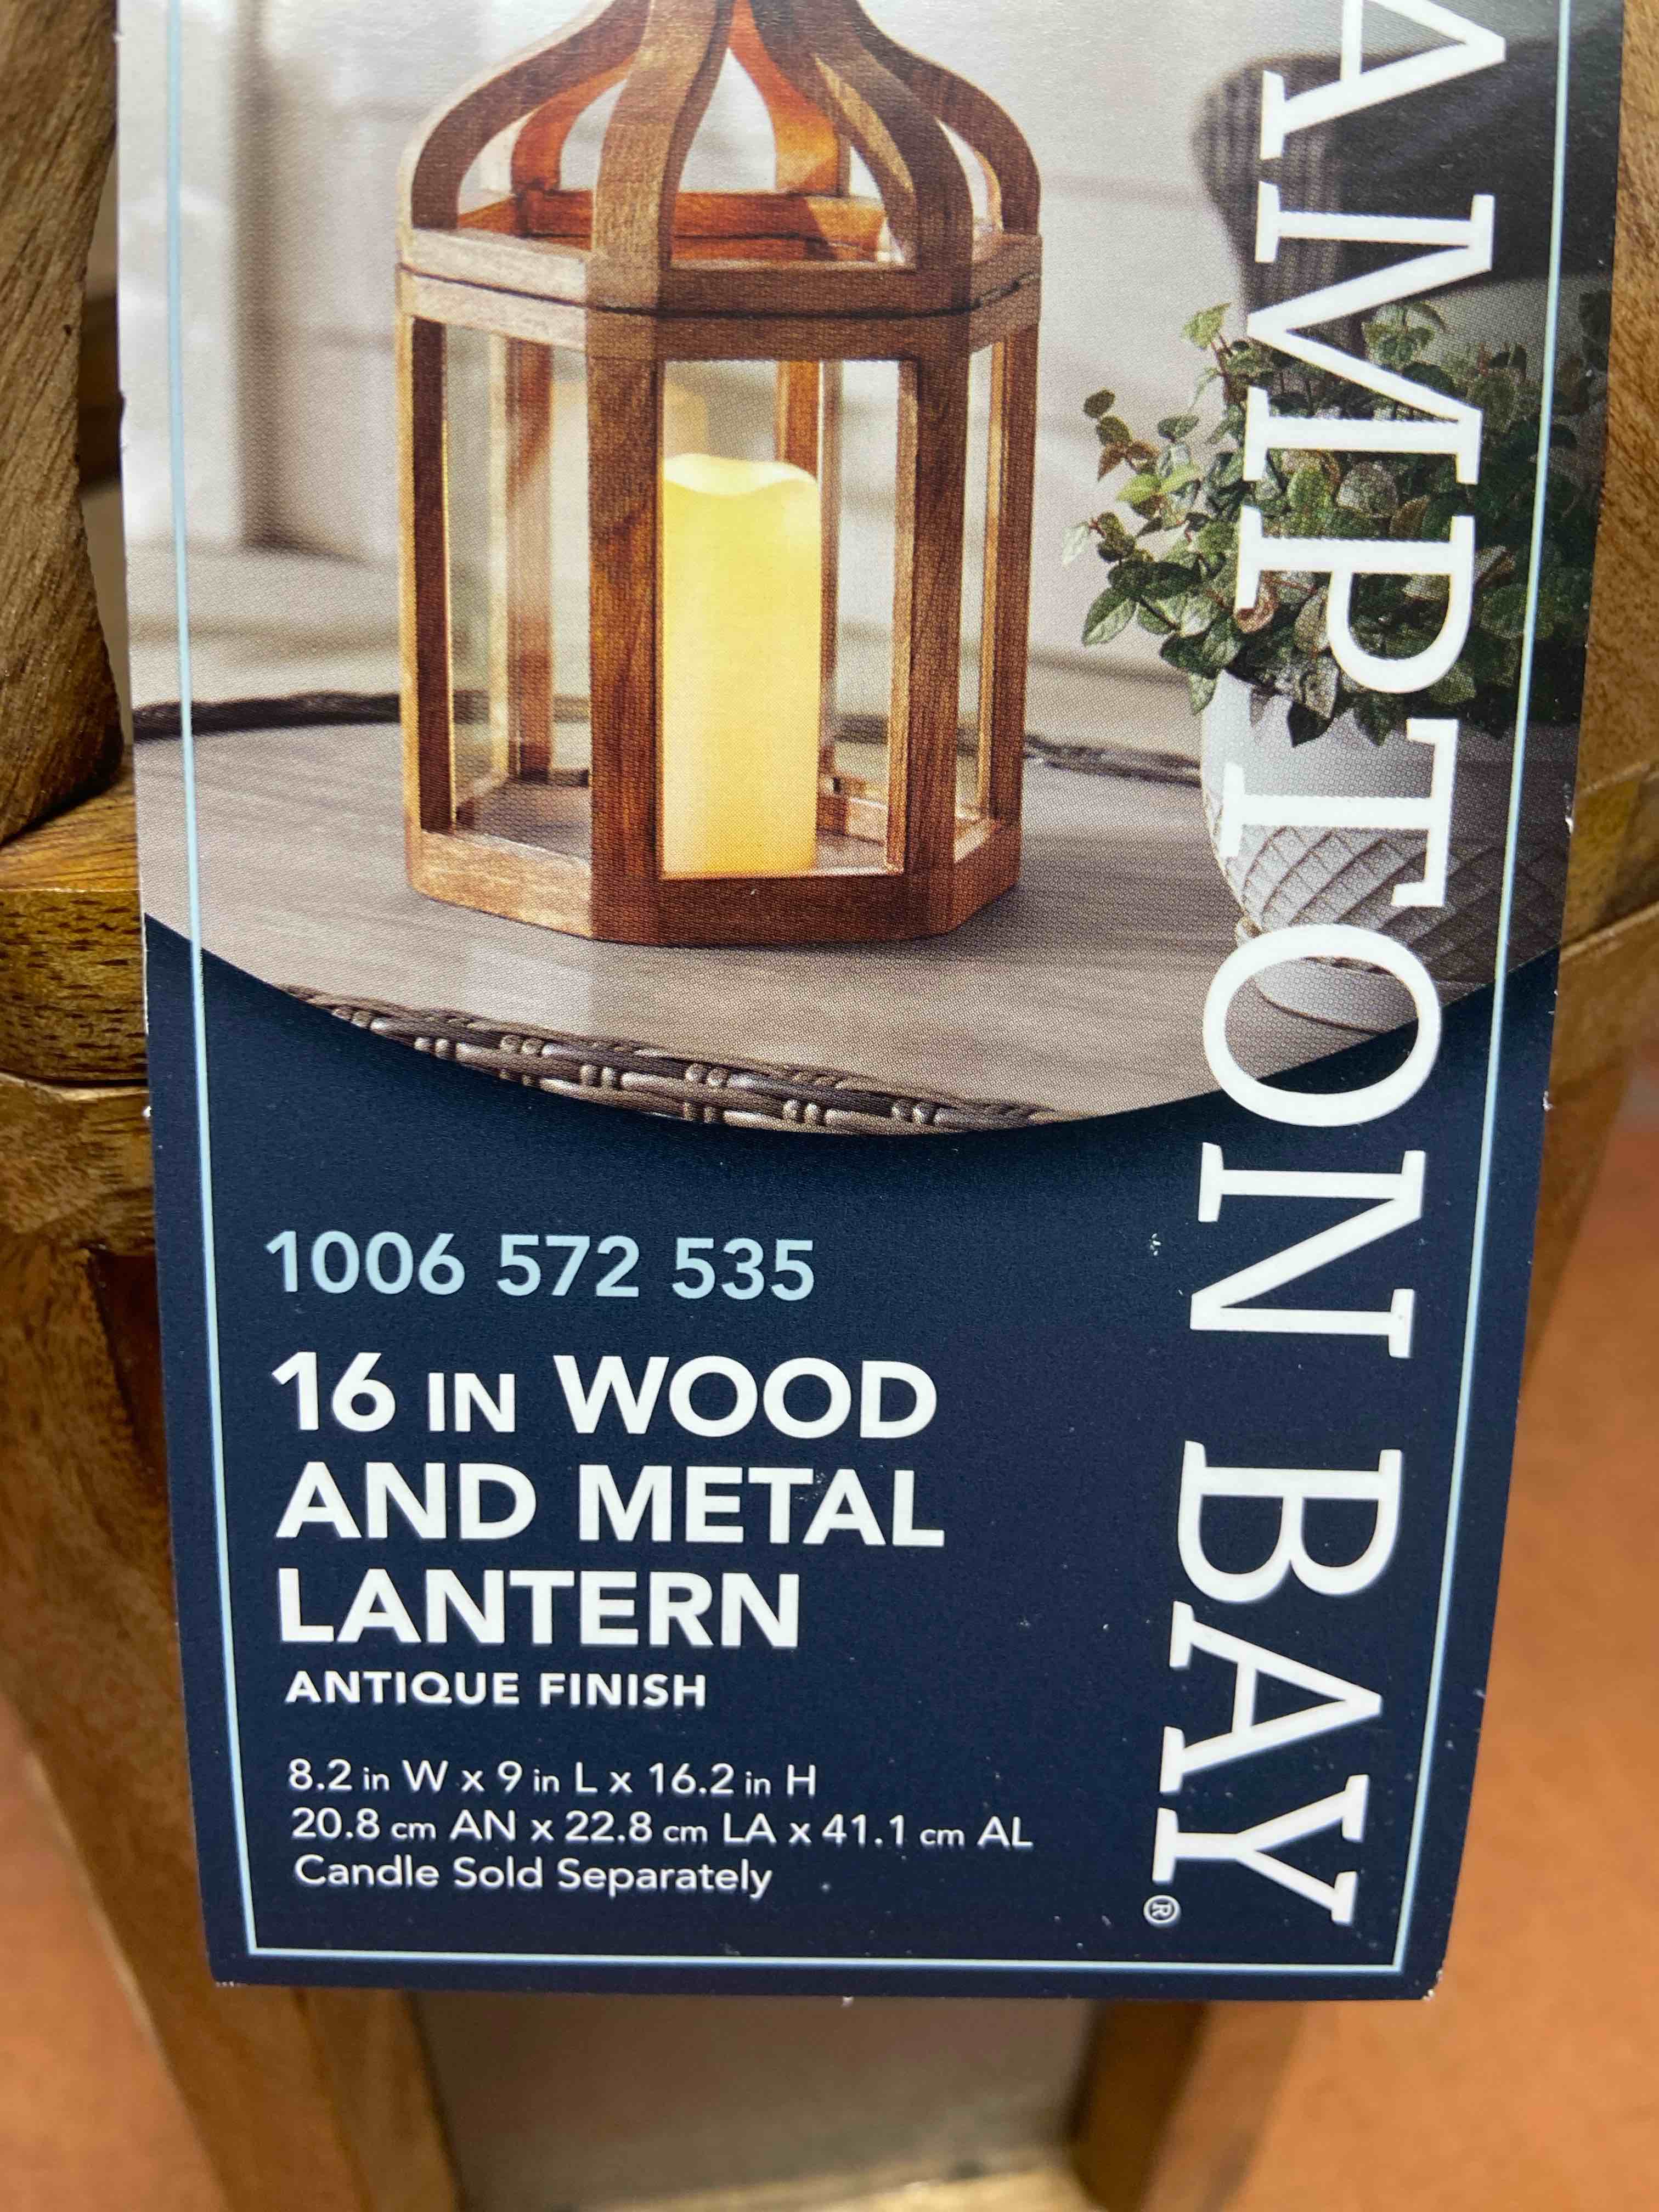 AMPTON BAY®
1006 572 535
16 IN WOOD
AND METAL
LANTERN
ANTIQUE FINISH
8.2 in W x 9 in L x 16.2 in H
20.8 cm AN x 22.8 cm LA x 41.1 cm AL
Candle Sold Separately